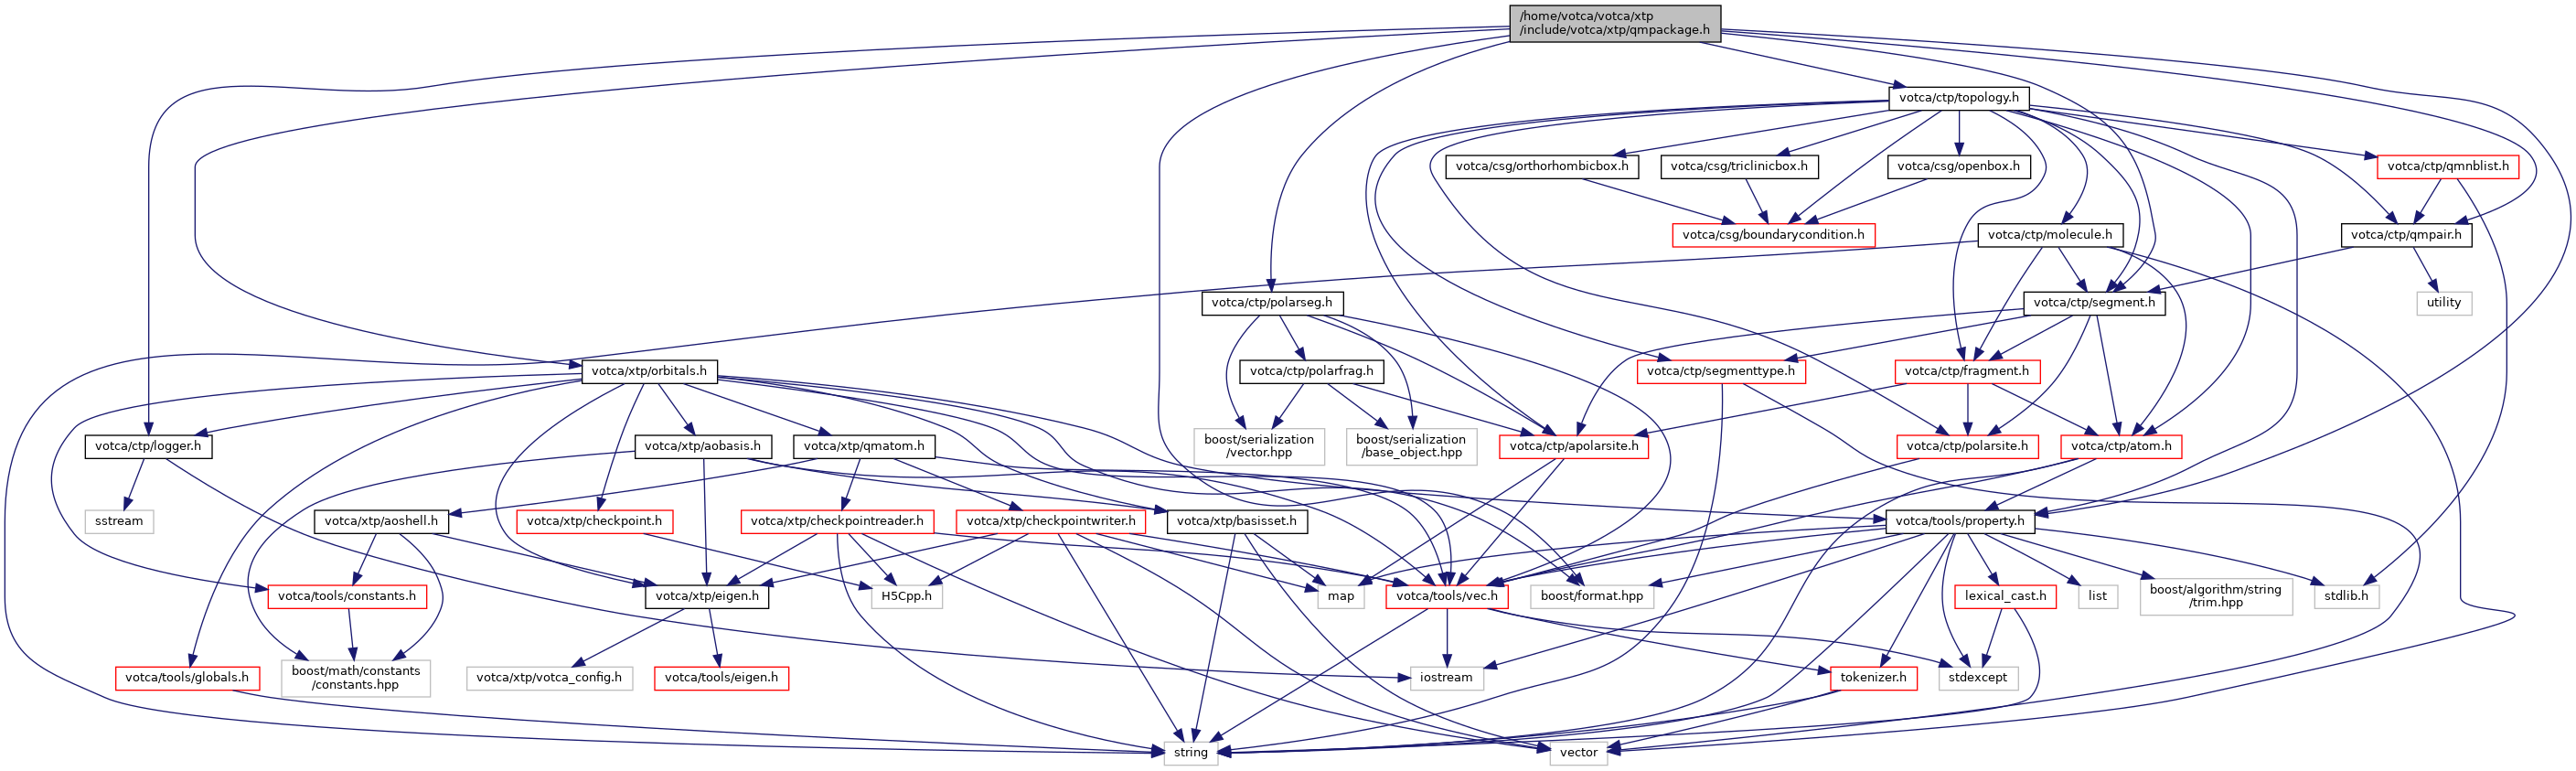 /home/votca/votca/xtp
/include/votca/xtp/qmpackage.h
votca/ctp/topology.h
votca/csg/orthorhombicbox.h
votca/csg/triclinicbox.h
votca/csg/openbox.h
votca/ctp/qmnblist.h
votca/csg/boundarycondition.h
votca/ctp/molecule.h
votca/ctp/qmpair.h
votca/ctp/polarseg.h
votca/ctp/segment.h
utility
votca/xtp/orbitals.h
votca/ctp/polarfrag.h
votca/ctp/segmenttype.h
votca/ctp/fragment.h
votca/ctp/logger.h
votca/xtp/aobasis.h
votca/xtp/qmatom.h
boost/serialization
/vector.hpp
boost/serialization
/base_object.hpp
votca/ctp/apolarsite.h
votca/ctp/polarsite.h
votca/ctp/atom.h
sstream
votca/xtp/aoshell.h
votca/xtp/checkpoint.h
votca/xtp/checkpointreader.h
votca/xtp/checkpointwriter.h
votca/xtp/basisset.h
votca/tools/property.h
votca/tools/constants.h
votca/xtp/eigen.h
H5Cpp.h
map
votca/tools/vec.h
boost/format.hpp
lexical_cast.h
list
boost/algorithm/string
/trim.hpp
stdlib.h
votca/tools/globals.h
boost/math/constants
/constants.hpp
votca/xtp/votca_config.h
votca/tools/eigen.h
iostream
tokenizer.h
stdexcept
string
vector